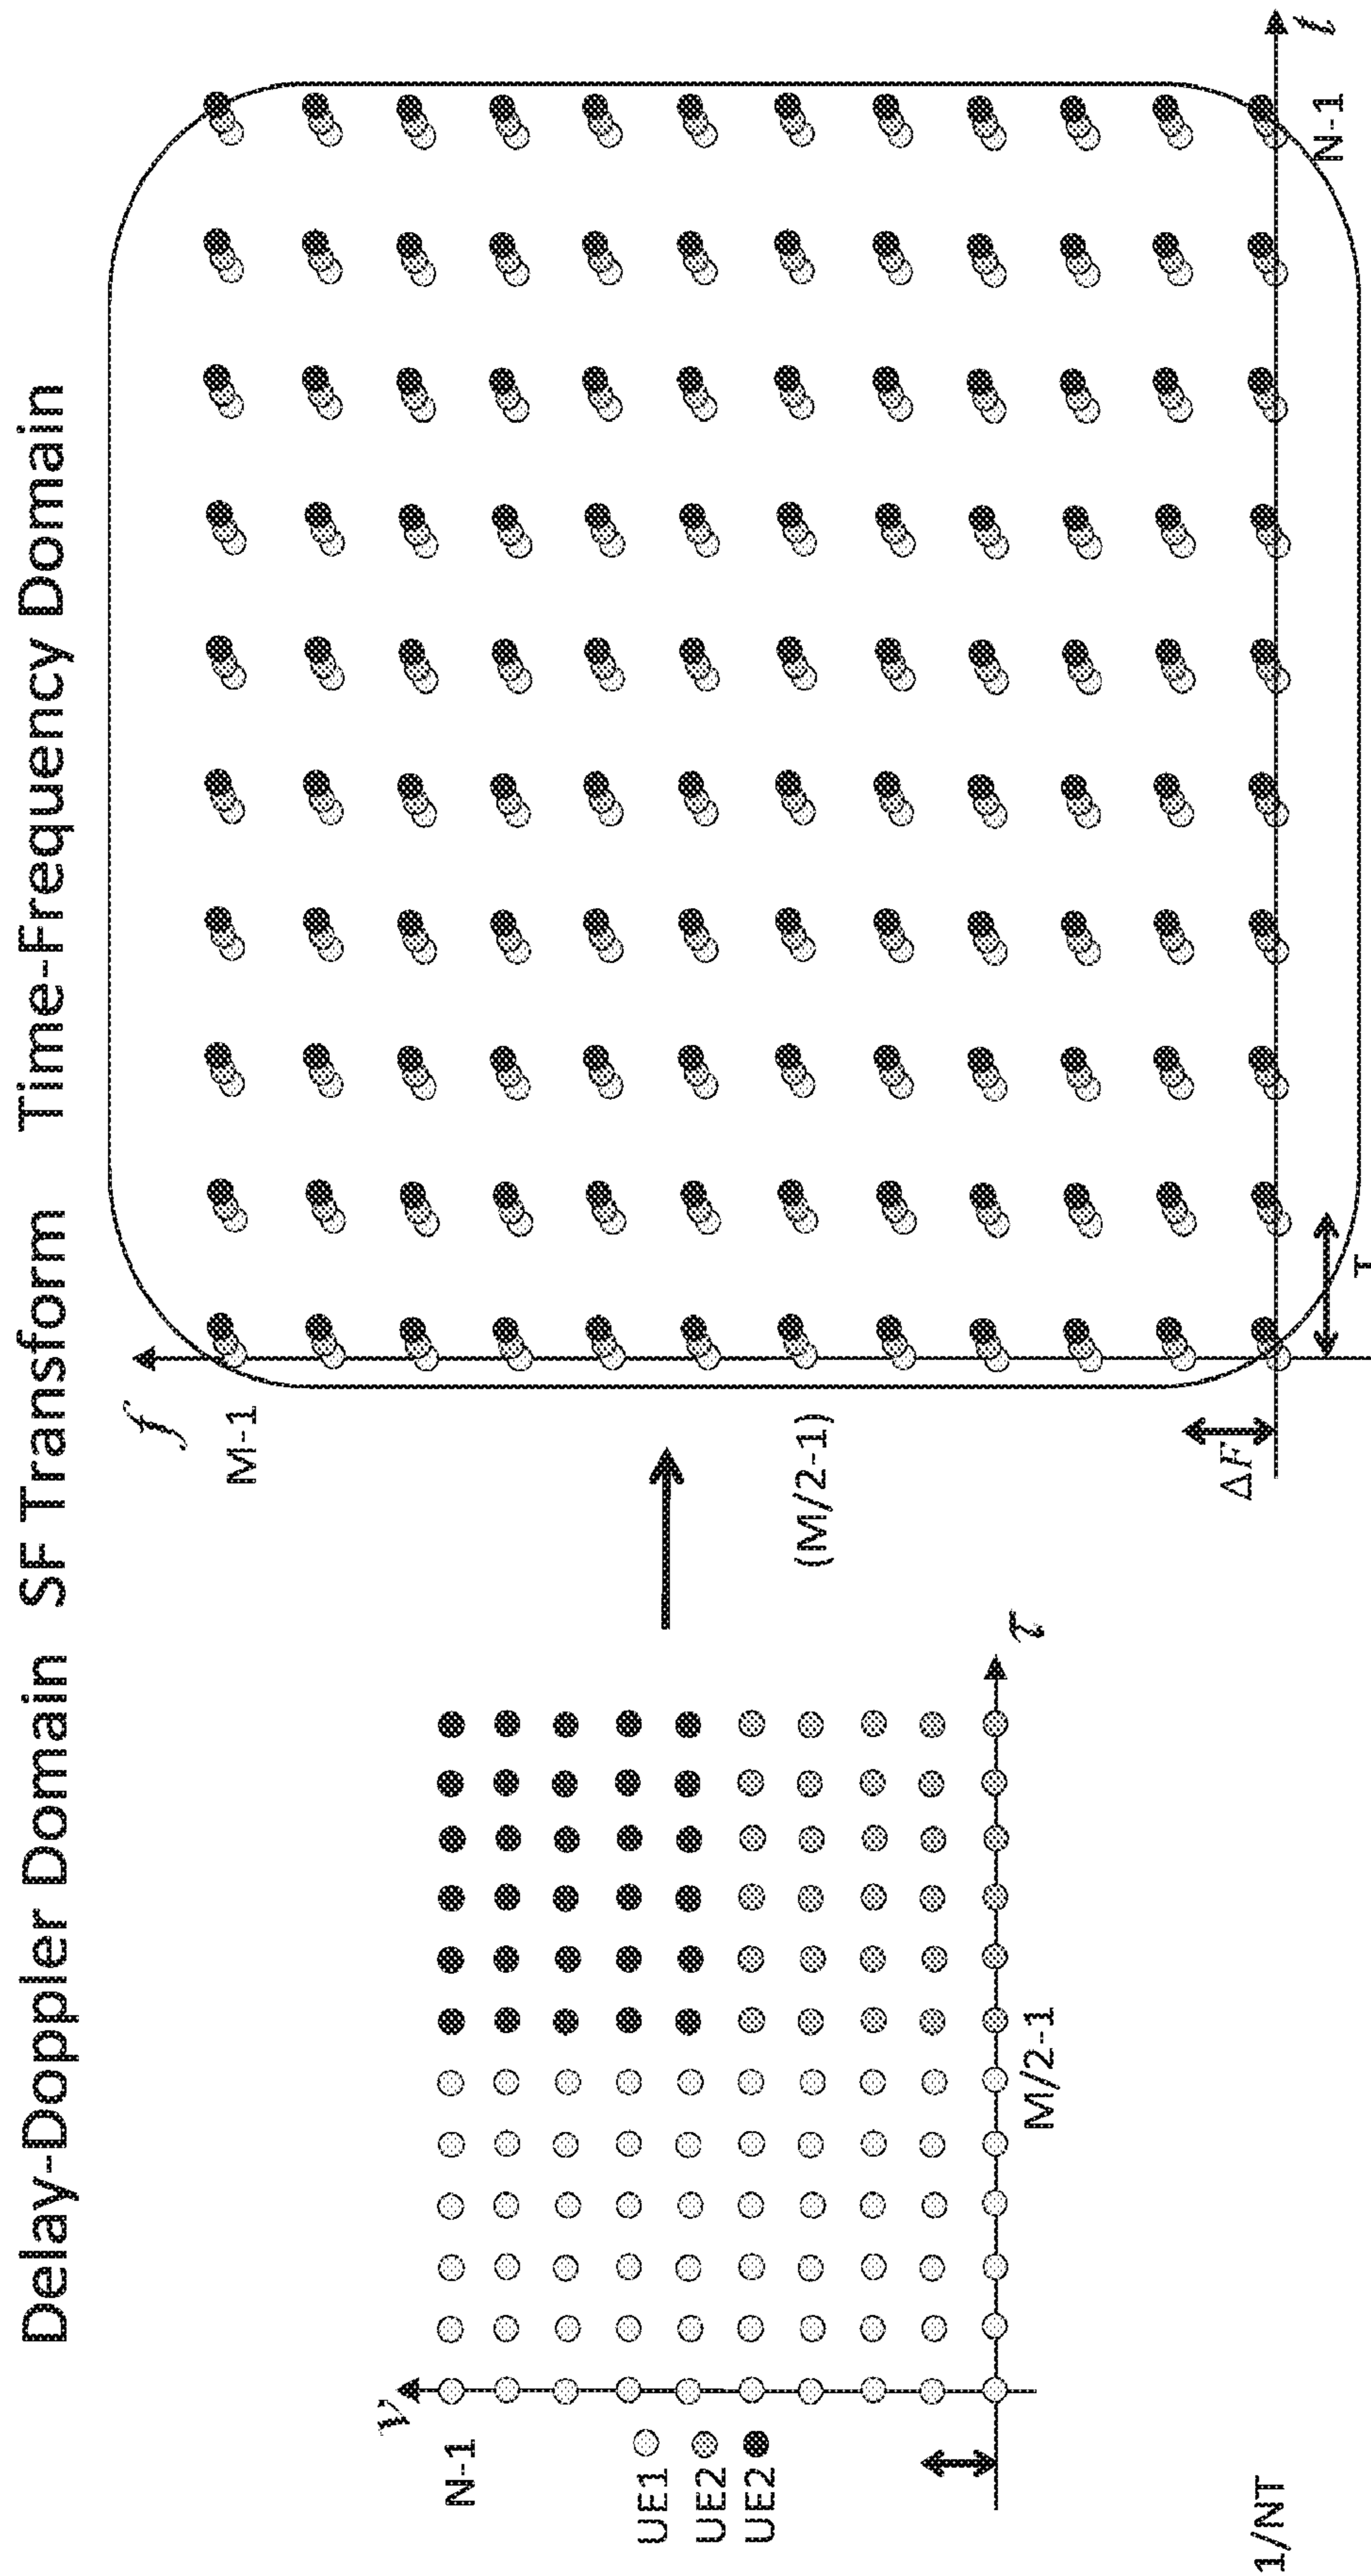 Delay-Doppler Domain
SF Transform
Time-Frequency Domain
ν
N-1
UE1
UE2
UE2
1/NT
M/2-1
τ
f
M-1
(M/2-1)
ΔF
T
N-1
t